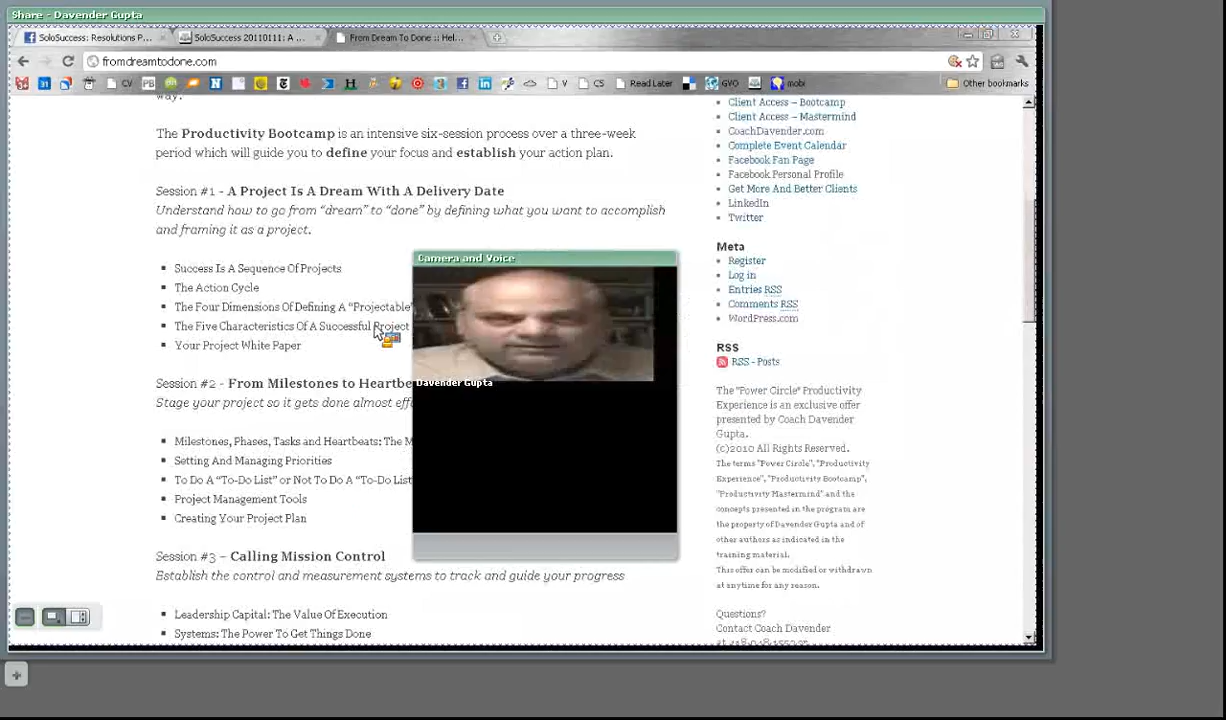 Share - Davender Gupta
SoloSuccess: Resolutions P...
SoloSuccess 20110111: A ...
From Dream To Done :: Hel...
fromdreamtodone.com
CV
PB
V
CS
Read Later
GVO
mobi
Other bookmarks
way.
The Productivity Bootcamp is an intensive six-session process over a three-week
period which will guide you to define your focus and establish your action plan.
Session #1 - A Project Is A Dream With A Delivery Date
Understand how to go from “dream” to “done” by defining what you want to accomplish
and framing it as a project.
Success Is A Sequence Of Projects
The Action Cycle
The Four Dimensions Of Defining A “Projectable”
The Five Characteristics Of A Successful Project
Your Project White Paper
Session #2 - From Milestones to Heartbe
Stage your project so it gets done almost eff
Milestones, Phases, Tasks and Heartbeats: The M
Setting And Managing Priorities
To Do A “To-Do List” or Not To Do A “To-Do List
Project Management Tools
Creating Your Project Plan
Session #3 – Calling Mission Control
Establish the control and measurement systems to track and guide your progress
Leadership Capital: The Value Of Execution
Systems: The Power To Get Things Done
Camera and Voice
Davender Gupta
Client Access – Bootcamp
Client Access – Mastermind
CoachDavender.com
Complete Event Calendar
Facebook Fan Page
Facebook Personal Profile
Get More And Better Clients
LinkedIn
Twitter
Meta
Register
Log in
Entries RSS
Comments RSS
WordPress.com
RSS
RSS - Posts
The "Power Circle" Productivity
Experience is an exclusive offer
presented by Coach Davender
Gupta.
(c)2010 All Rights Reserved.
The terms "Power Circle", "Productivity
Experience", "Productivity Bootcamp",
"Productivity Mastermind" and the
concepts presented in the program are
the property of Davender Gupta and of
other authors as indicated in the
training material.
This offer can be modified or withdrawn
at anytime for any reason.
Questions?
Contact Coach Davender
at